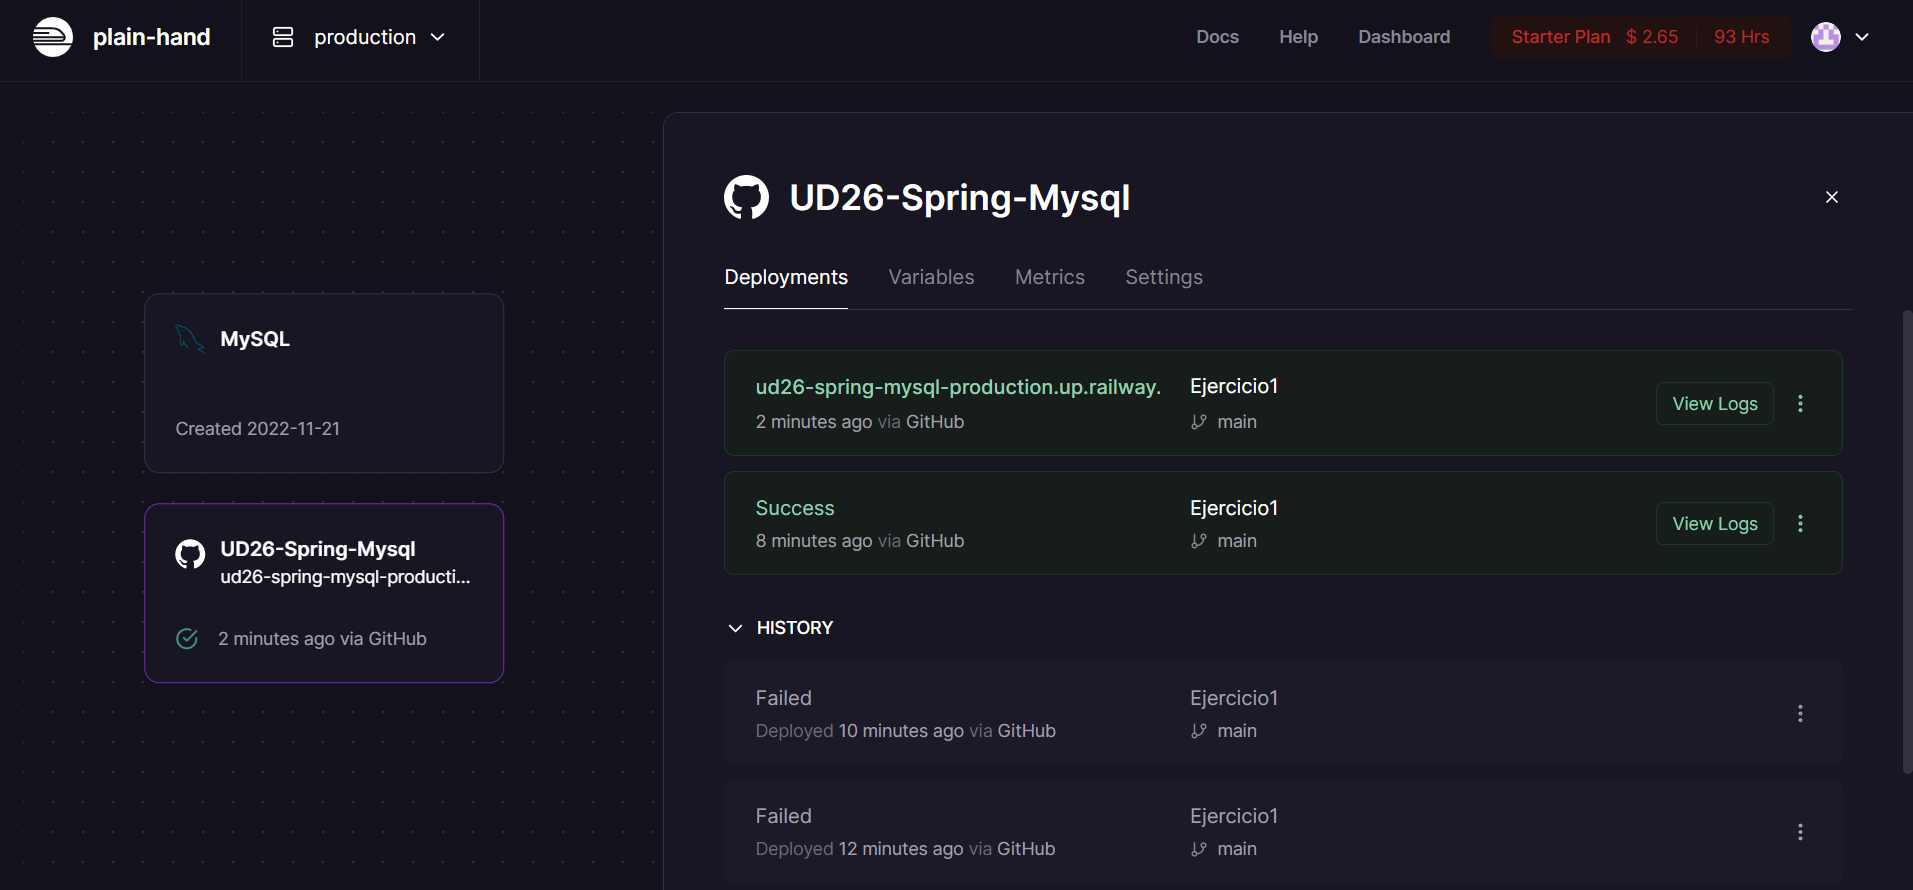 plain-hand
production
Docs
Help
Dashboard
Starter Plan $ 2.65 93 Hrs
MySQL
Created 2022-11-21
UD26-Spring-Mysql
ud26-spring-mysql-producti...
2 minutes ago via GitHub
UD26-Spring-Mysql
Deployments
Variables
Metrics
Settings
ud26-spring-mysql-production.up.railway.
2 minutes ago via GitHub
Ejercicio1
main
View Logs
Success
8 minutes ago via GitHub
Ejercicio1
main
View Logs
HISTORY
Failed
Deployed 10 minutes ago via GitHub
Ejercicio1
main
Failed
Deployed 12 minutes ago via GitHub
Ejercicio1
main